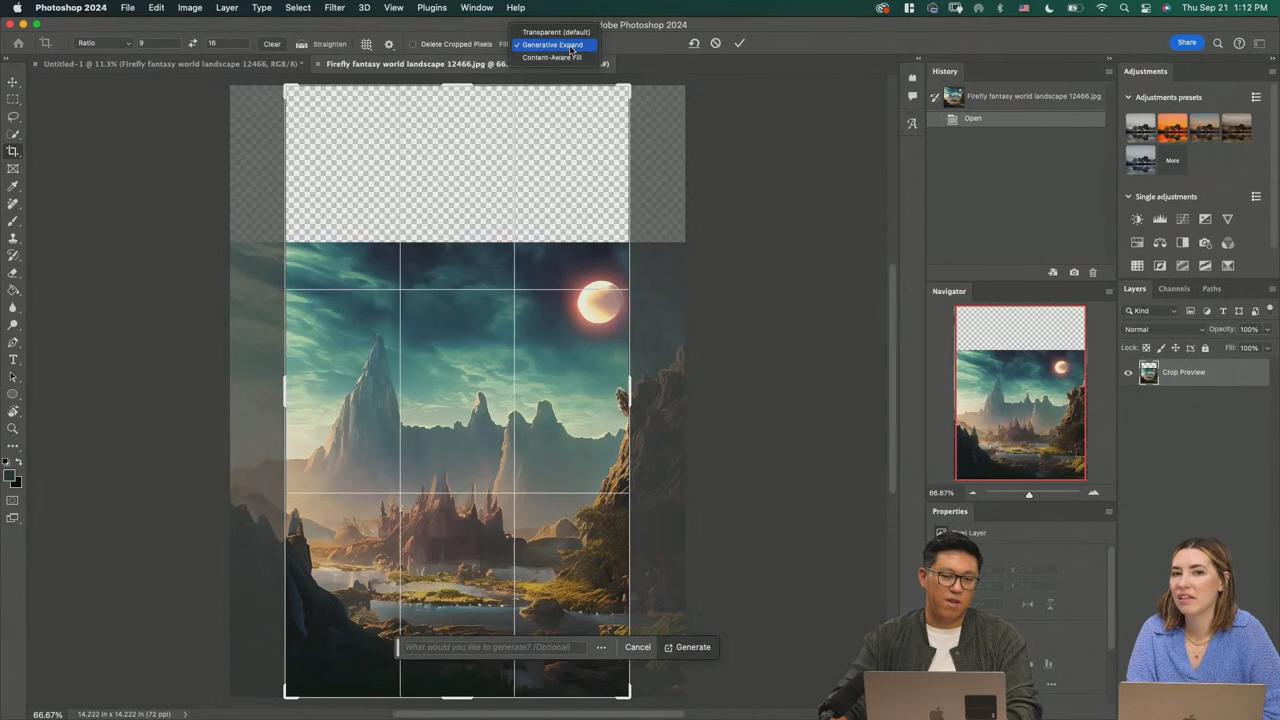 Photoshop 2024 File Edit Image Layer Type Select Filter 3D View Plugins Window Help Thu Sep 21 1:12 PM
Adobe Photoshop 2024
Transparent (default)
Ratio 9 16 Clear Straighten Delete Cropped Pixels ✓ Generative Expand Share
Content-Aware Fill
Untitled-1 @ 11.3% (Firefly fantasy world landscape 12466, RGB/8) * × Firefly fantasy world landscape 12466.jpg @ 66.
History
Firefly fantasy world landscape 12466.jpg
Open
Adjustments
Adjustments presets
More
Single adjustments
Navigator
66.67%
Layers Channels Paths
Kind
Normal Opacity: 100%
Lock: Fill: 100%
Crop Preview
Properties
Pixel Layer
What would you like to generate? (Optional) ••• Cancel Generate
66.67% 14.222 in x 14.222 in (72 ppi)